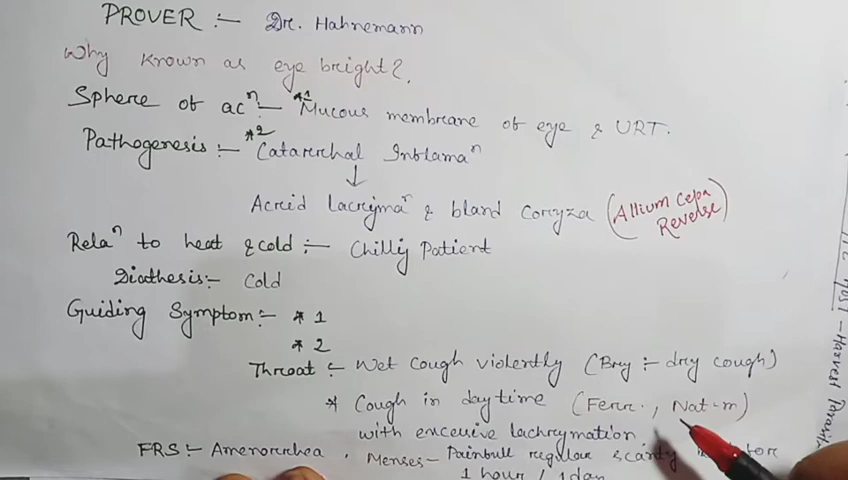 PROVER :- Dr. Hahnemann
Why known as eye bright?
Sphere of acⁿ :- *1 Mucous membrane of eye & URT.
Pathogenesis :- *2 Catarrhal Inflamaⁿ
↓
Acrid lacrymaⁿ & bland Coryza (Allium Cepa Reverse)
Relaⁿ to heat & cold :- Chilly Patient
Diathesis :- Cold
Guiding Symptom :- * 1
* 2
Throat :- Wet cough violently (Bry :- dry cough)
* Cough in daytime (Ferr., Nat-m)
with excessive lachrymation
FRS :- Amenorrhea, Menses - Painful regular scanty
1 hour / 1 day
Harvest